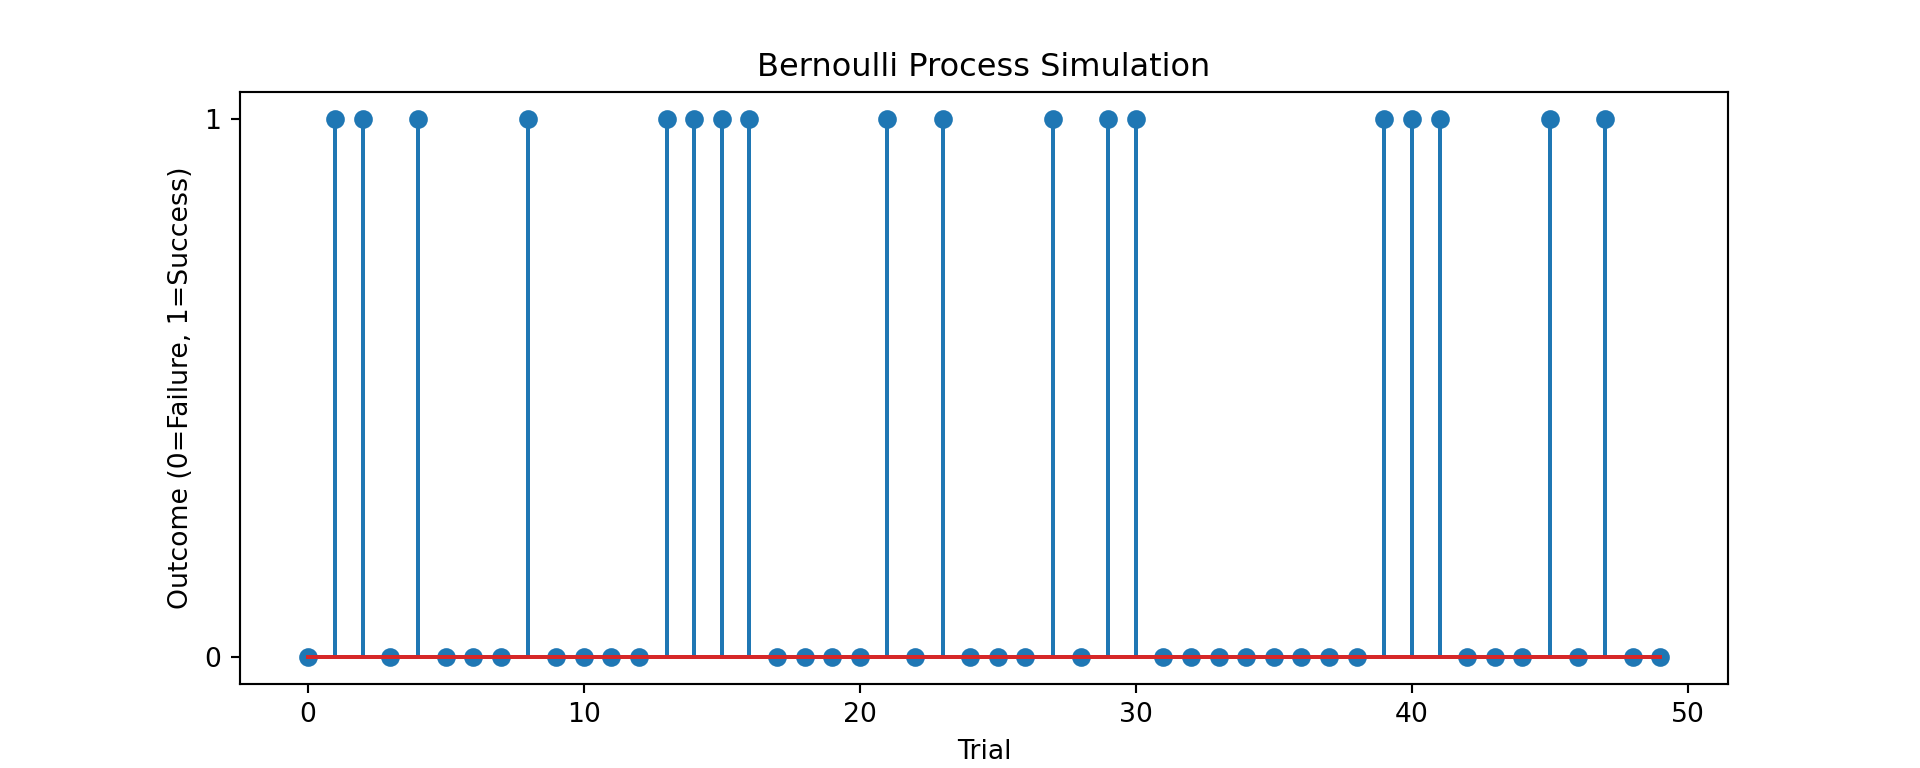 Bernoulli Process Simulation
Outcome (0=Failure, 1=Success)
1
0
0 10 20 30 40 50
Trial